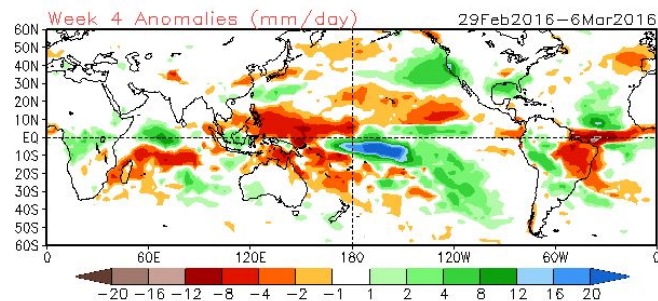 Week 4 Anomalies (mm/day) 29Feb2016-6Mar2016
60N
50N
40N
30N
20N
10N
EQ
10S
20S
30S
40S
50S
60S
0 60E 120E 180 120W 60W 0
-20 -16 -12 -8 -4 -2 -1 1 2 4 8 12 16 20